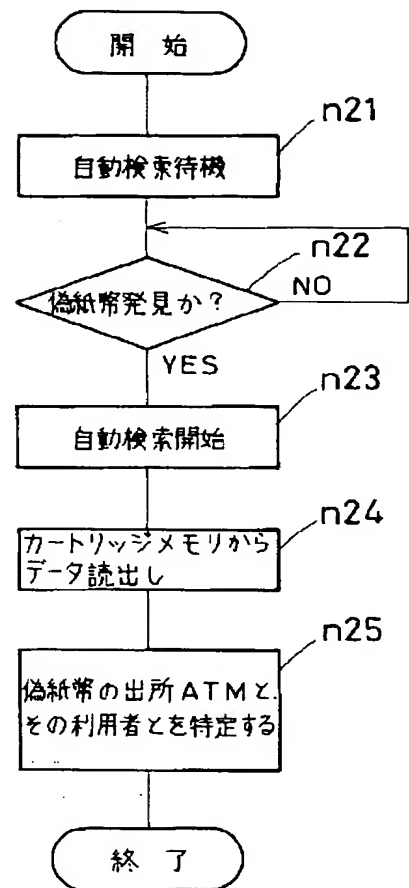 開始
n21
自動検索待機
n22
偽紙幣発見か?
NO
YES
n23
自動検索開始
n24
カートリッジメモリから
データ読出し
n25
偽紙幣の出所ATMと、
その利用者とを特定する
終了